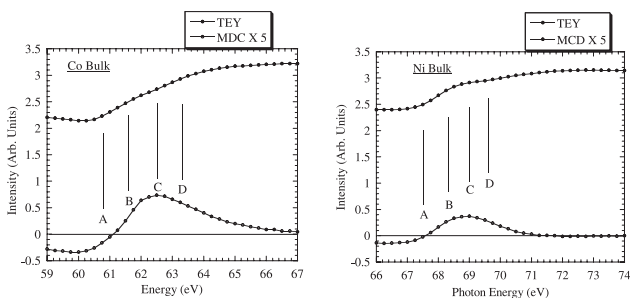 TEY
MDC X 5
Co Bulk
3.5
3
2.5
2
1.5
1
0.5
0
-0.5
Intensity (Arb. Units)
A
B
C
D
59 60 61 62 63 64 65 66 67
Energy (eV)
TEY
MCD X 5
Ni Bulk
3.5
3
2.5
2
1.5
1
0.5
0
-0.5
Intensity (Arb. Units)
A
B
C
D
66 67 68 69 70 71 72 73 74
Photon Energy (eV)